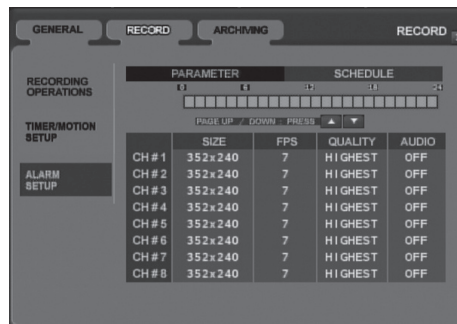 GENERAL RECORD ARCHIVING RECORD
RECORDING
OPERATIONS
TIMER/MOTION
SETUP
ALARM
SETUP
PARAMETER SCHEDULE
PAGE UP / DOWN : PRESS
SIZE FPS QUALITY AUDIO
CH#1 352x240 7 HIGHEST OFF
CH#2 352x240 7 HIGHEST OFF
CH#3 352x240 7 HIGHEST OFF
CH#4 352x240 7 HIGHEST OFF
CH#5 352x240 7 HIGHEST OFF
CH#6 352x240 7 HIGHEST OFF
CH#7 352x240 7 HIGHEST OFF
CH#8 352x240 7 HIGHEST OFF